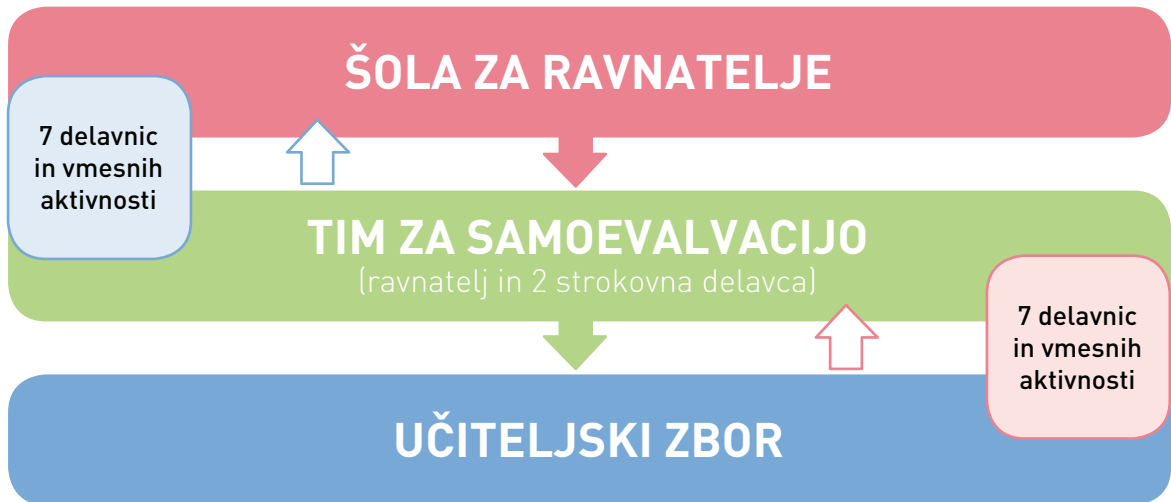 ŠOLA ZA RAVNATELJE
7 delavnic
in vmesnih
aktivnosti
TIM ZA SAMOEVALVACIJO
(ravnatelj in 2 strokovna delavca)
7 delavnic
in vmesnih
aktivnosti
UČITELJSKI ZBOR